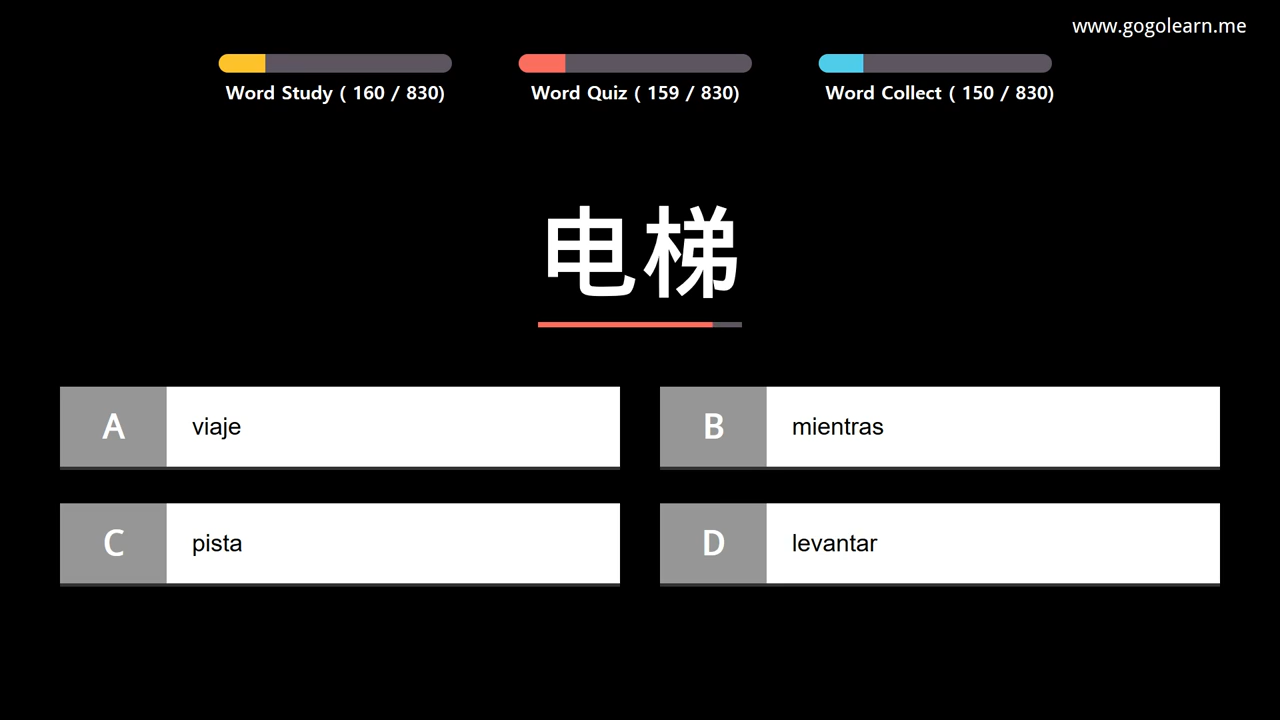 www.gogolearn.me
Word Study ( 160 / 830)
Word Quiz ( 159 / 830)
Word Collect ( 150 / 830)
电梯
A viaje
B mientras
C pista
D levantar